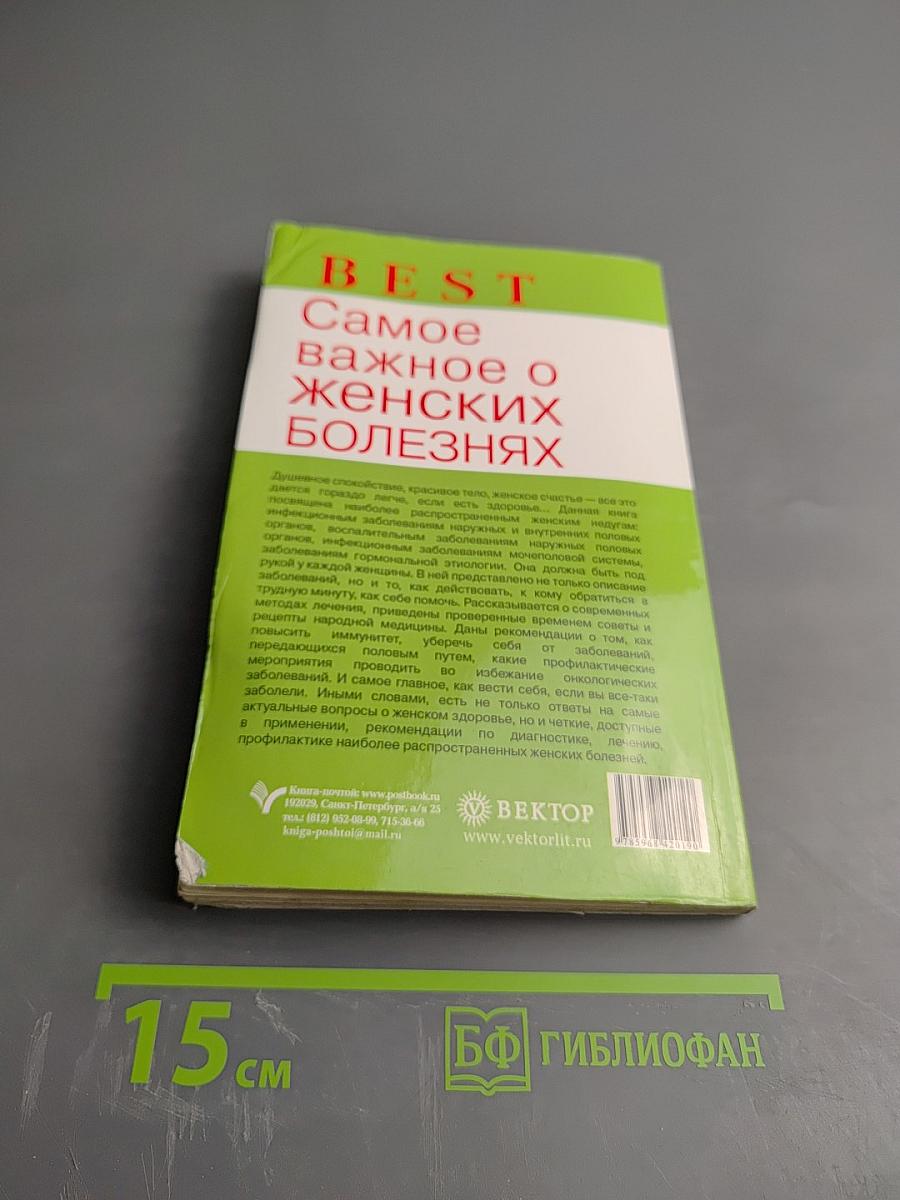 BEST
Самое
важное о
женских
БОЛЕЗНЯХ
Душевное спокойствие, красивое тело, женское счастье — все это
дается гораздо легче, если есть здоровье... Данная книга
посвящена наиболее распространенным женским недугам:
инфекционным заболеваниям наружных и внутренних половых
органов, воспалительным заболеваниям наружных половых
органов, инфекционным заболеваниям мочеполовой системы,
заболеваниям гормональной этиологии. Она должна быть под
рукой у каждой женщины. В ней представлено не только описание
заболеваний, но и то, как действовать, к кому обратиться в
трудную минуту, как себе помочь. Рассказывается о современных
методах лечения, приведены проверенные временем советы и
рецепты народной медицины. Даны рекомендации о том, как
повысить иммунитет, уберечь себя от заболеваний,
передающихся половым путем, какие профилактические
мероприятия проводить во избежание онкологических
заболеваний. И самое главное, как вести себя, если вы все-таки
заболели. Иными словами, есть не только ответы на самые
актуальные вопросы о женском здоровье, но и четкие, доступные
в применении, рекомендации по диагностике, лечению,
профилактике наиболее распространенных женских болезней.
Книга-почтой: www.postbook.ru
192029, Санкт-Петербург, а/я 25
тел.: (812) 952-08-99, 715-36-66
kniga-poshtoi@mail.ru
ВЕКТОР
www.vektorlit.ru
9 785968 420190
15 см
БФ ГИБЛИОФАН